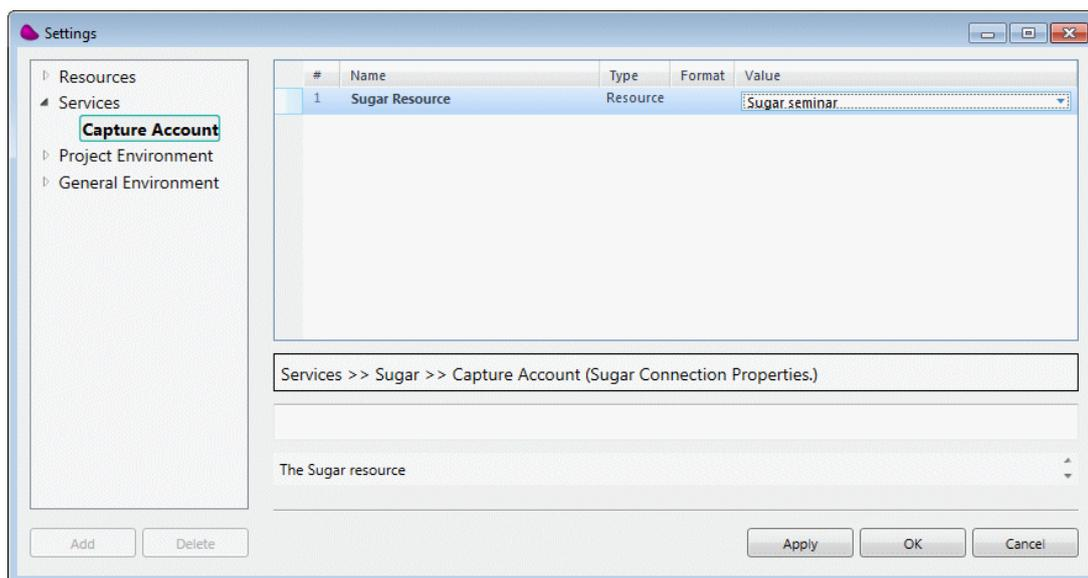 Settings
Resources
Services
Capture Account
Project Environment
General Environment
# Name Type Format Value
1 Sugar Resource Resource Sugar seminar
Services >> Sugar >> Capture Account (Sugar Connection Properties.)
The Sugar resource
Add Delete Apply OK Cancel